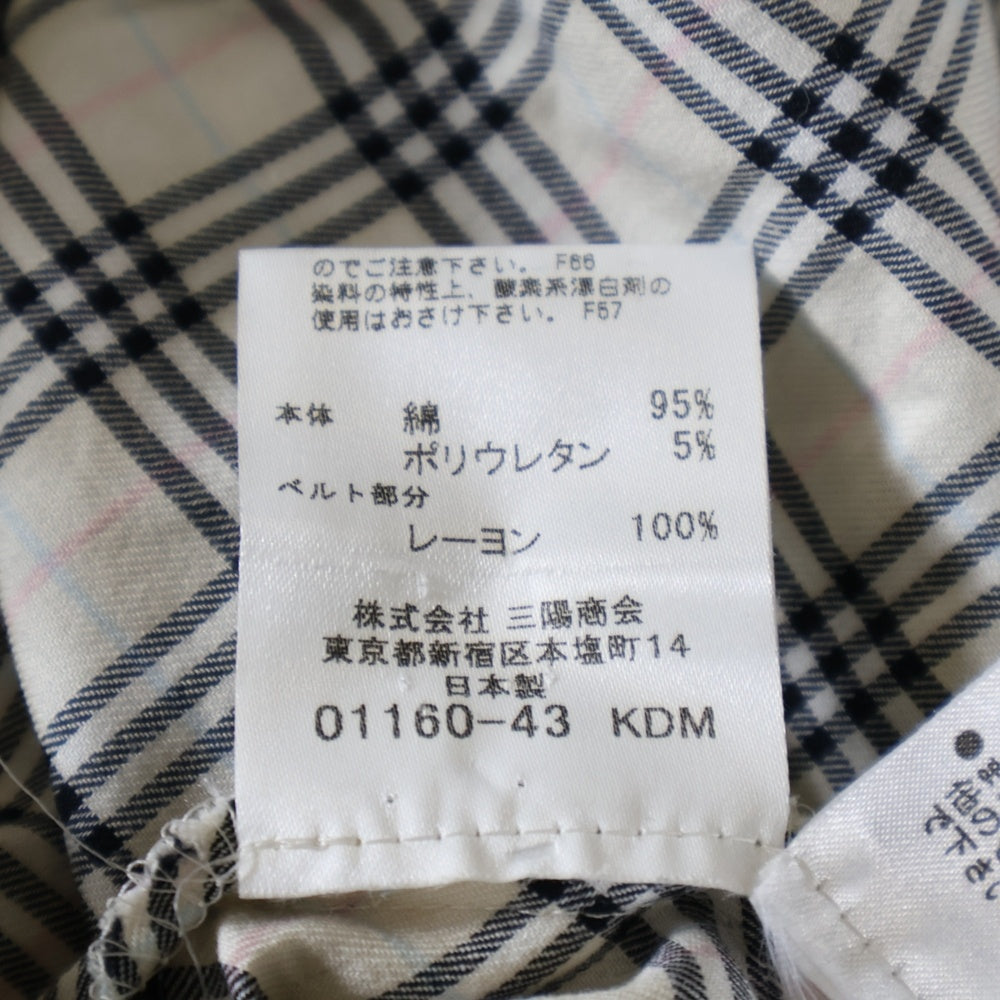 のでご注意下さい。 F66
染料の特性上、酸素系漂白剤の
使用はおさけ下さい。 F57
本体 綿 95%
ポリウレタン 5%
ベルト部分
レーヨン 100%
株式会社 三陽商会
東京都新宿区本塩町14
日本製
01160-43 KDM